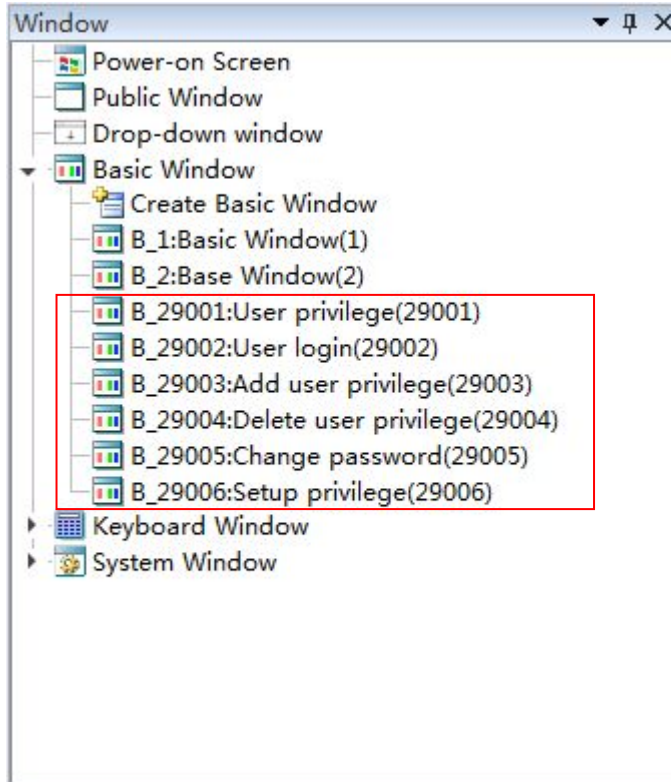 Window
Power-on Screen
Public Window
Drop-down window
Basic Window
Create Basic Window
B_1:Basic Window(1)
B_2:Base Window(2)
B_29001:User privilege(29001)
B_29002:User login(29002)
B_29003:Add user privilege(29003)
B_29004:Delete user privilege(29004)
B_29005:Change password(29005)
B_29006:Setup privilege(29006)
Keyboard Window
System Window